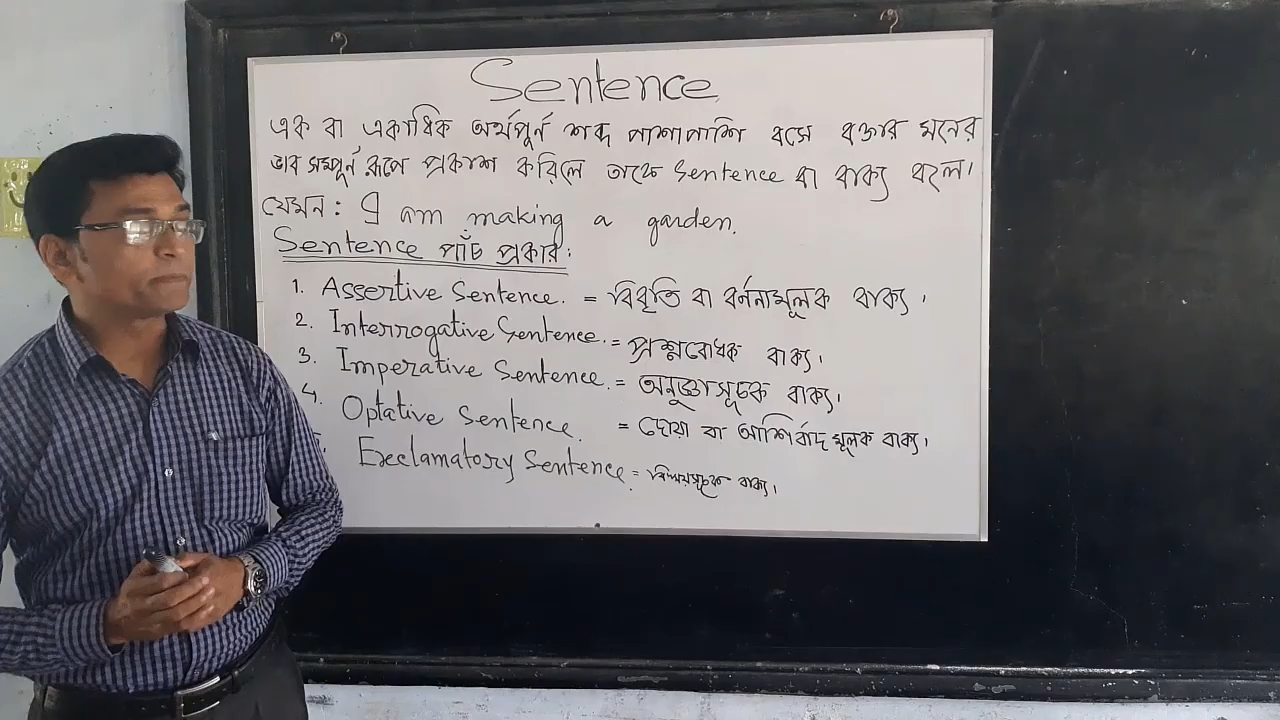 Sentence
এক বা একাধিক অর্থপূর্ন শব্দ পাশাপাশি বসে বক্তার মনের
ভাব সম্পূর্ন রূপে প্রকাশ করিলে তাকে Sentence বা বাক্য বলে।
যেমন: I am making a garden.
Sentence পাঁচ প্রকার:
1. Assertive Sentence. = বিবৃতি বা বর্ননামূলক বাক্য।
2. Interrogative Sentence. = প্রশ্নবোধক বাক্য।
3. Imperative Sentence. = অনুজ্ঞাসূচক বাক্য।
4. Optative Sentence. = দোয়া বা আশির্বাদ মূলক বাক্য।
Exclamatory Sentence. = বিস্ময়সূচক বাক্য।